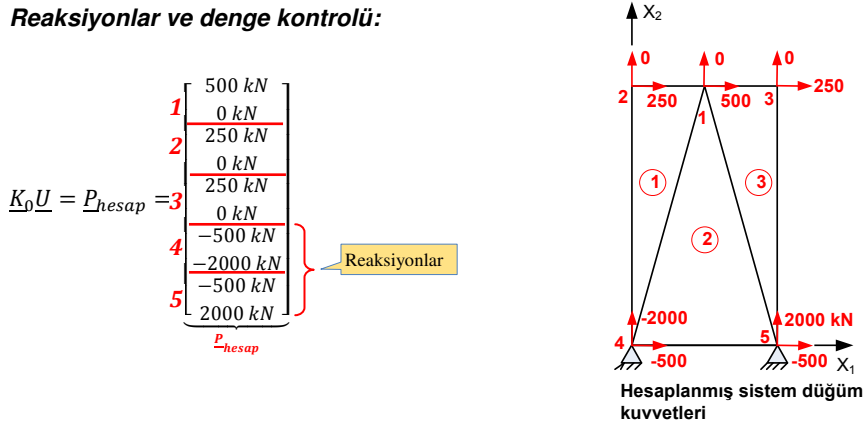 Reaksiyonlar ve denge kontrolü:
500 kN
1
0 kN
250 kN
2
0 kN
250 kN
K₀U = P_hesap = 3
0 kN
-500 kN
4
-2000 kN
-500 kN
5
2000 kN
P_hesap
Reaksiyonlar
X₂
0 0 0
2 250 1 500 3 250
1 2 3
-2000 2000 kN
4 -500 5 -500 X₁
Hesaplanmış sistem düğüm
kuvvetleri